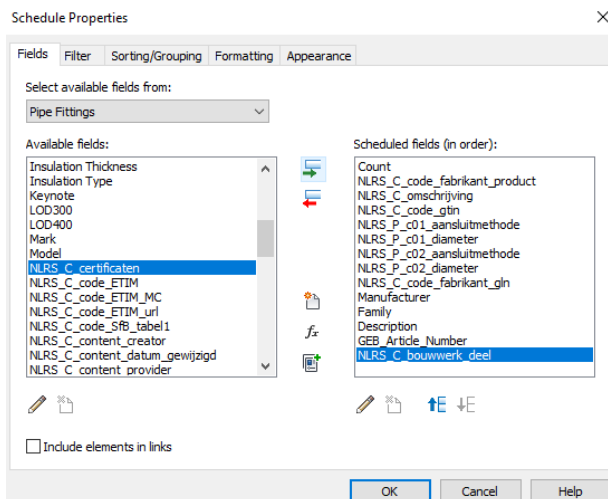 Schedule Properties
Fields
Filter
Sorting/Grouping
Formatting
Appearance
Select available fields from:
Pipe Fittings
Available fields:
Insulation Thickness
Insulation Type
Keynote
LOD300
LOD400
Mark
Model
NLRS_C_certificaten
NLRS_C_code_ETIM
NLRS_C_code_ETIM_MC
NLRS_C_code_ETIM_url
NLRS_C_code_SfB_tabel1
NLRS_C_content_creator
NLRS_C_content_datum_gewijzigd
NLRS_C_content_provider
fx
Scheduled fields (in order):
Count
NLRS_C_code_fabrikant_product
NLRS_C_omschrijving
NLRS_C_code_gtin
NLRS_P_c01_aansluitmethode
NLRS_P_c01_diameter
NLRS_P_c02_aansluitmethode
NLRS_P_c02_diameter
NLRS_C_code_fabrikant_gln
Manufacturer
Family
Description
GEB_Article_Number
NLRS_C_bouwwerk_deel
Include elements in links
OK
Cancel
Help